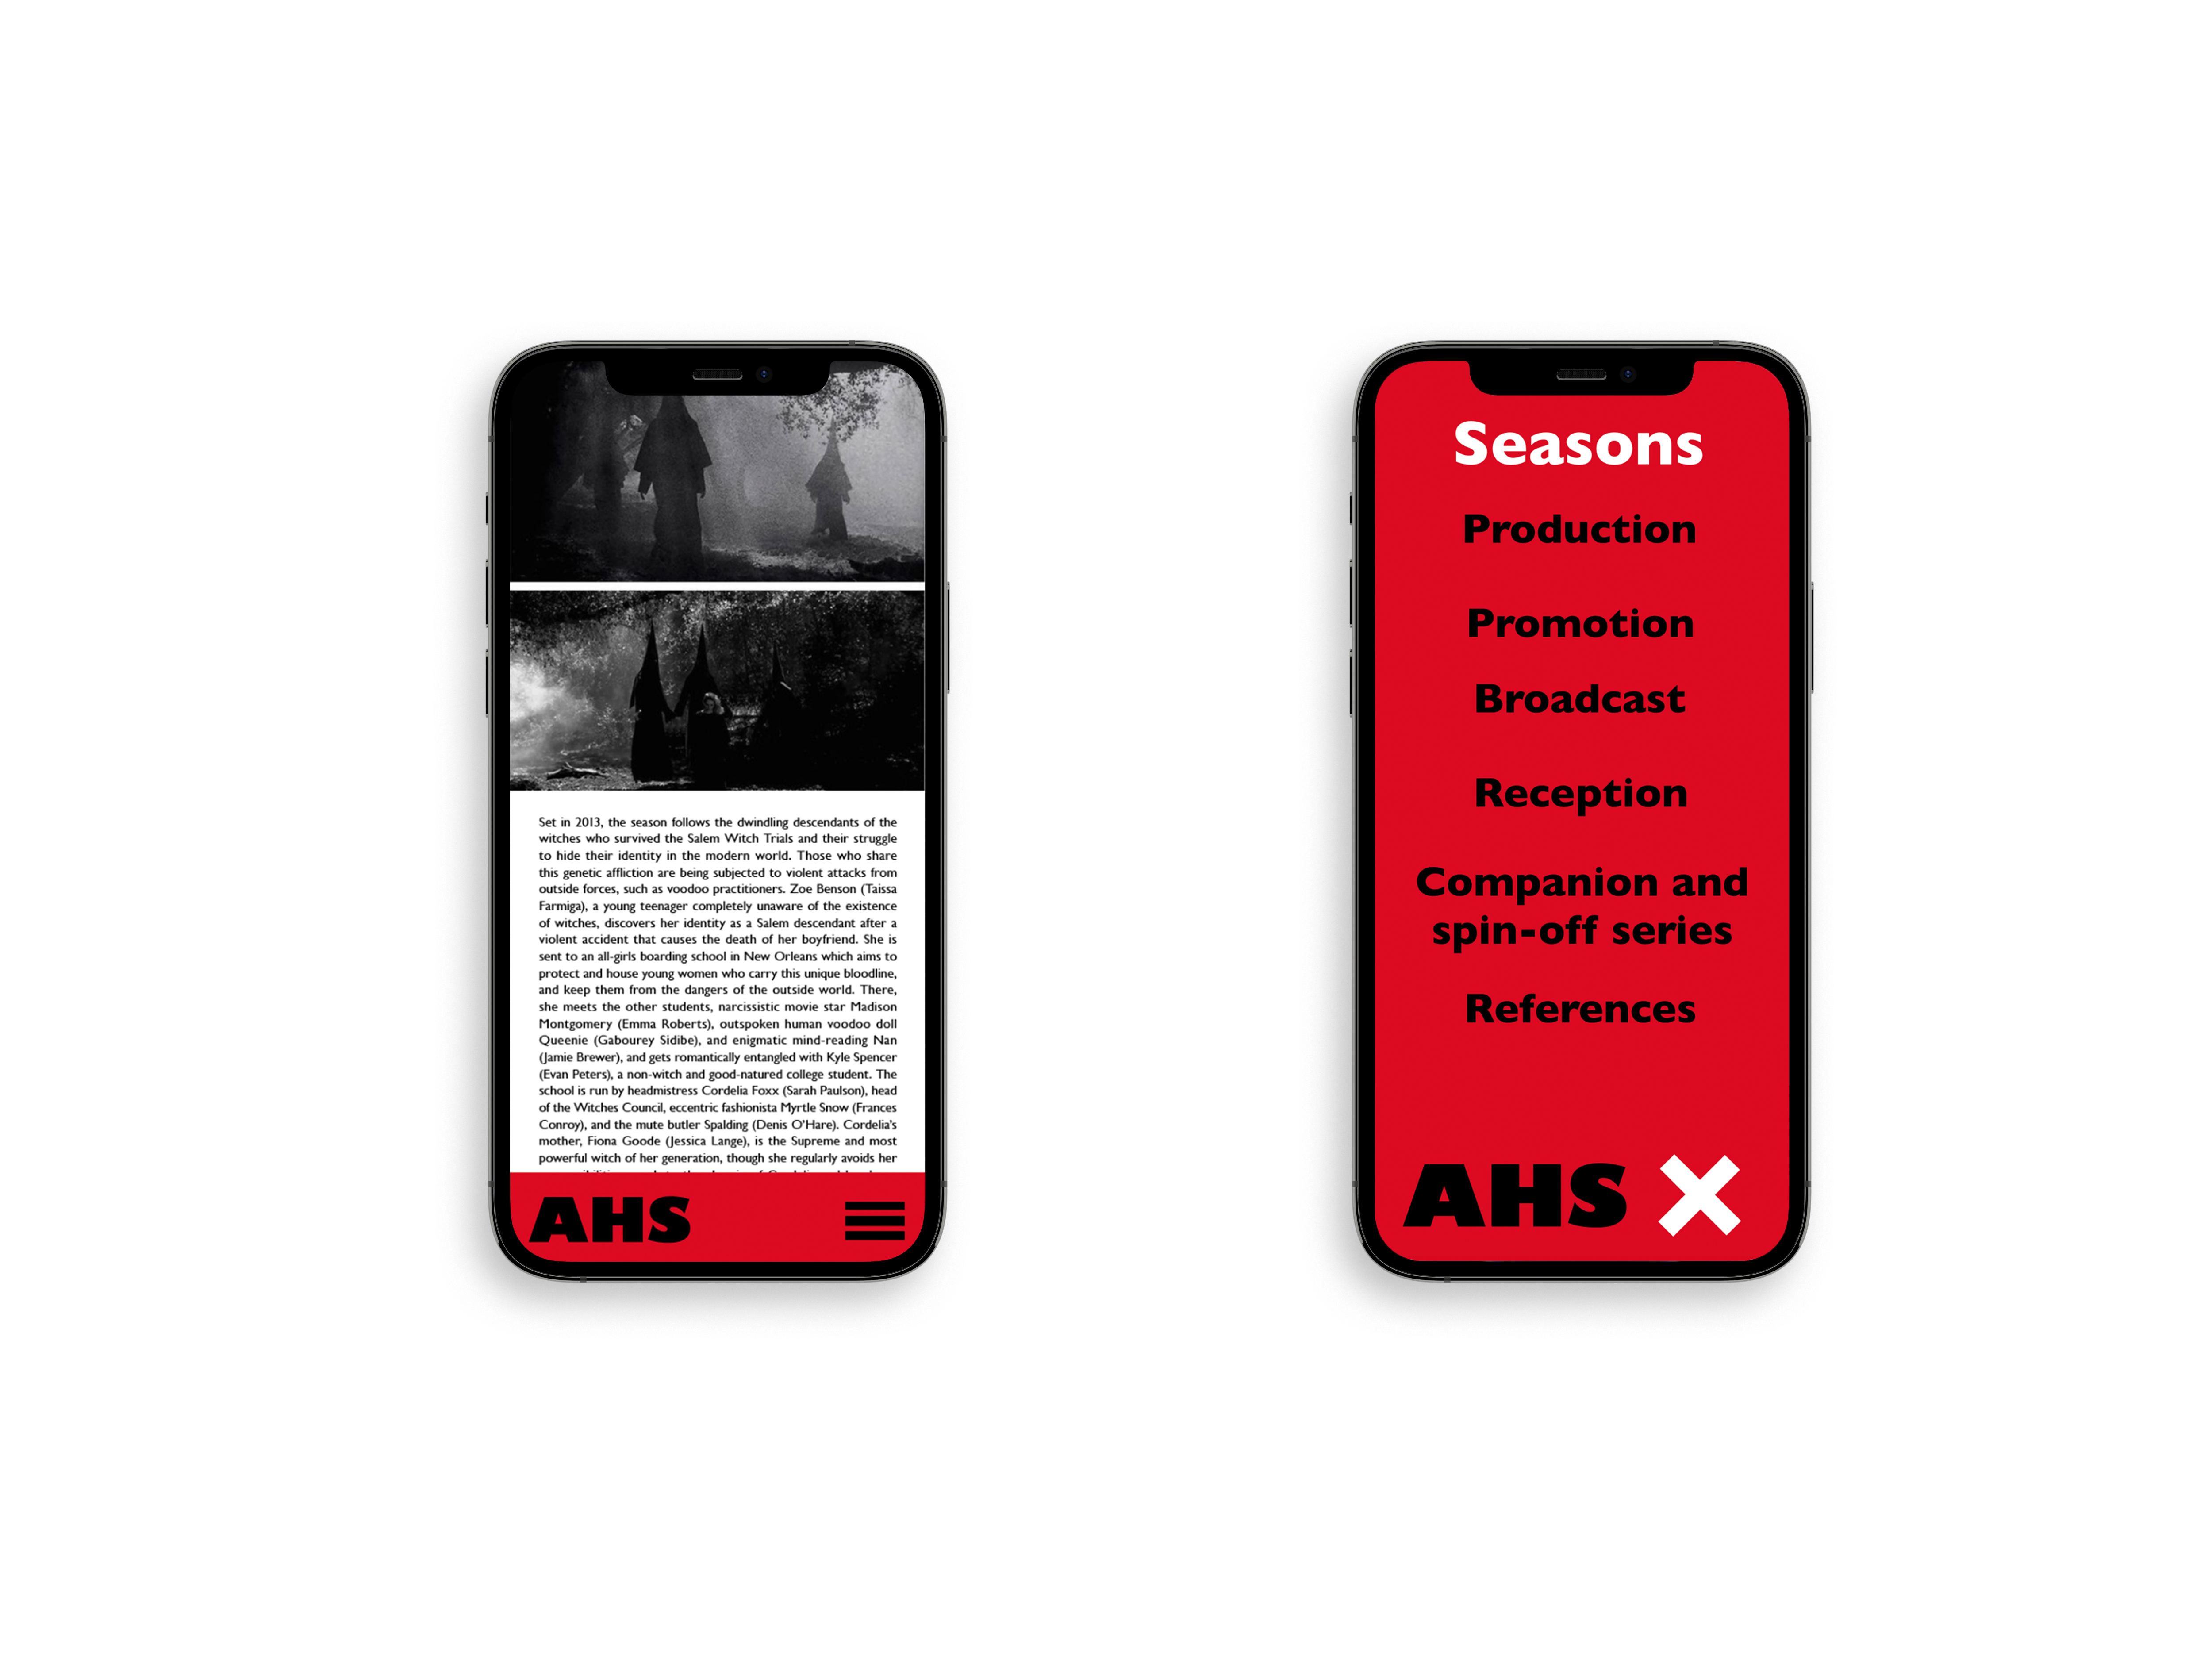 Set in 2013, the season follows the dwindling descendants of the
witches who survived the Salem Witch Trials and their struggle
to hide their identity in the modern world. Those who share
this genetic affliction are being subjected to violent attacks from
outside forces, such as voodoo practitioners. Zoe Benson (Taissa
Farmiga), a young teenager completely unaware of the existence
of witches, discovers her identity as a Salem descendant after a
violent accident that causes the death of her boyfriend. She is
sent to an all-girls boarding school in New Orleans which aims to
protect and house young women who carry this unique bloodline,
and keep them from the dangers of the outside world. There,
she meets the other students, narcissistic movie star Madison
Montgomery (Emma Roberts), outspoken human voodoo doll
Queenie (Gabourey Sidibe), and enigmatic mind-reading Nan
(Jamie Brewer), and gets romantically entangled with Kyle Spencer
(Evan Peters), a non-witch and good-natured college student. The
school is run by headmistress Cordelia Foxx (Sarah Paulson), head
of the Witches Council, eccentric fashionista Myrtle Snow (Frances
Conroy), and the mute butler Spalding (Denis O'Hare). Cordelia's
mother, Fiona Goode (Jessica Lange), is the Supreme and most
powerful witch of her generation, though she regularly avoids her
AHS
Seasons
Production
Promotion
Broadcast
Reception
Companion and
spin-off series
References
AHS